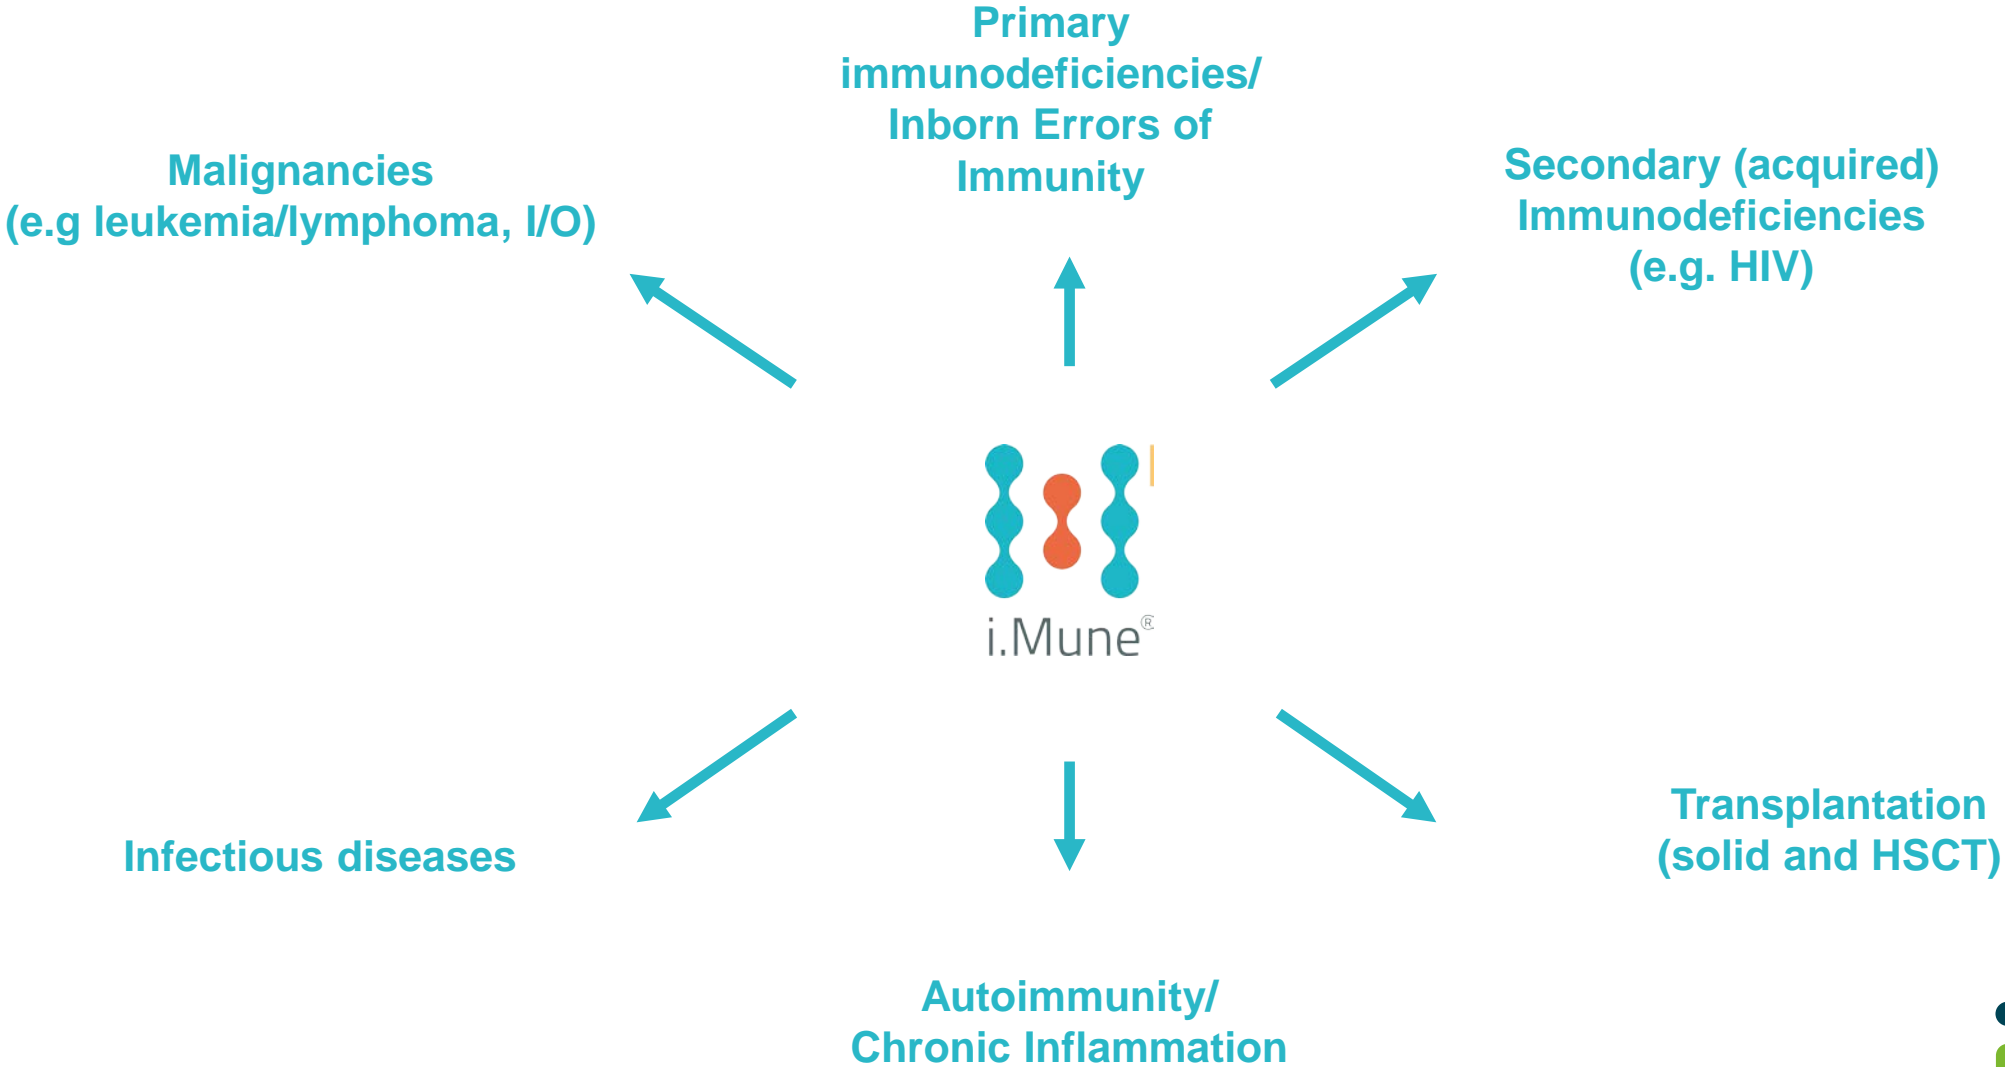 Primary
immunodeficiencies/
Inborn Errors of
Immunity
Malignancies
(e.g leukemia/lymphoma, I/O)
Secondary (acquired)
Immunodeficiencies
(e.g. HIV)
i.Mune®
Infectious diseases
Transplantation
(solid and HSCT)
Autoimmunity/
Chronic Inflammation